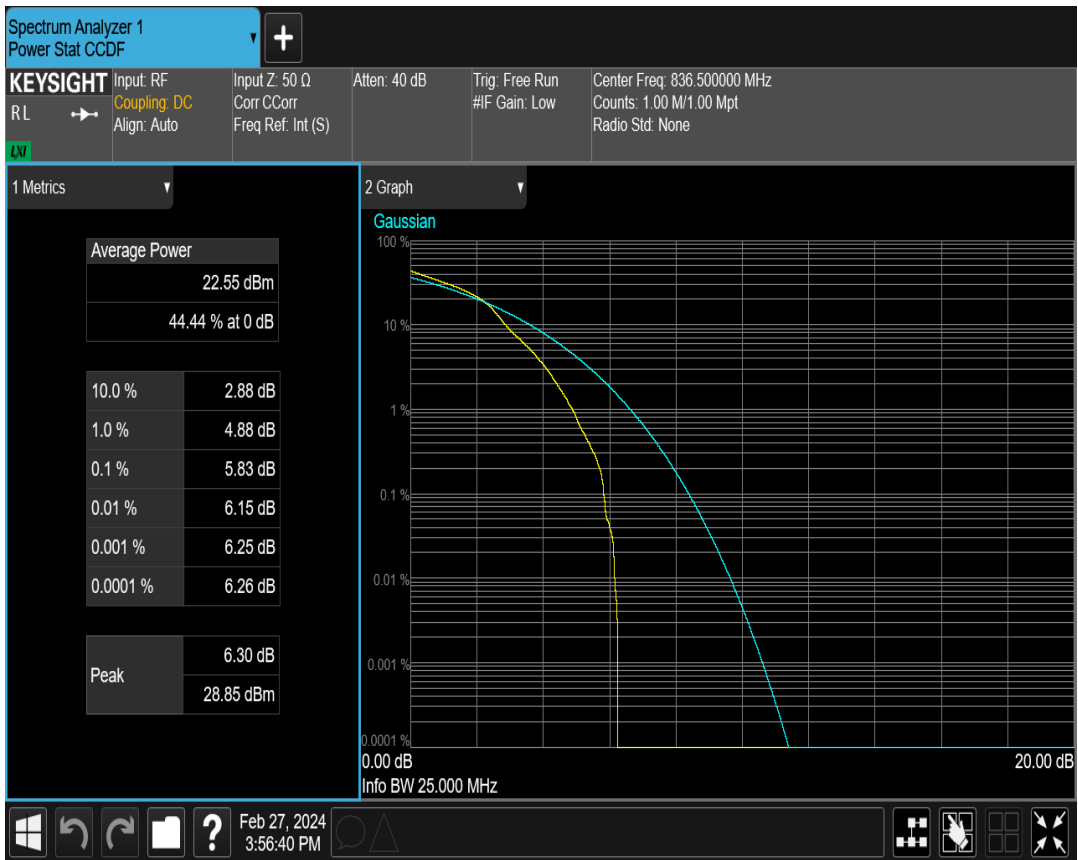 Spectrum Analyzer 1
Power Stat CCDF
KEYSIGHT
RL
LXI
Input: RF
Coupling: DC
Align: Auto
Input Z: 50 Ω
Corr CCorr
Freq Ref: Int (S)
Atten: 40 dB
Trig: Free Run
#IF Gain: Low
Center Freq: 836.500000 MHz
Counts: 1.00 M/1.00 Mpt
Radio Std: None
1 Metrics
Average Power
22.55 dBm
44.44 % at 0 dB
10.0 % 2.88 dB
1.0 % 4.88 dB
0.1 % 5.83 dB
0.01 % 6.15 dB
0.001 % 6.25 dB
0.0001 % 6.26 dB
Peak
6.30 dB
28.85 dBm
2 Graph
Gaussian
100 %
10 %
1 %
0.1 %
0.01 %
0.001 %
0.0001 %
0.00 dB 20.00 dB
Info BW 25.000 MHz
?
Feb 27, 2024
3:56:40 PM